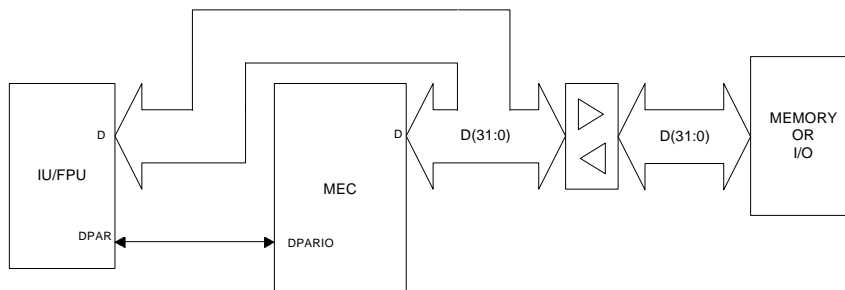 D
IU/FPU
DPAR
D
MEC
DPARIO
D(31:0)
D(31:0)
MEMORY
OR
I/O